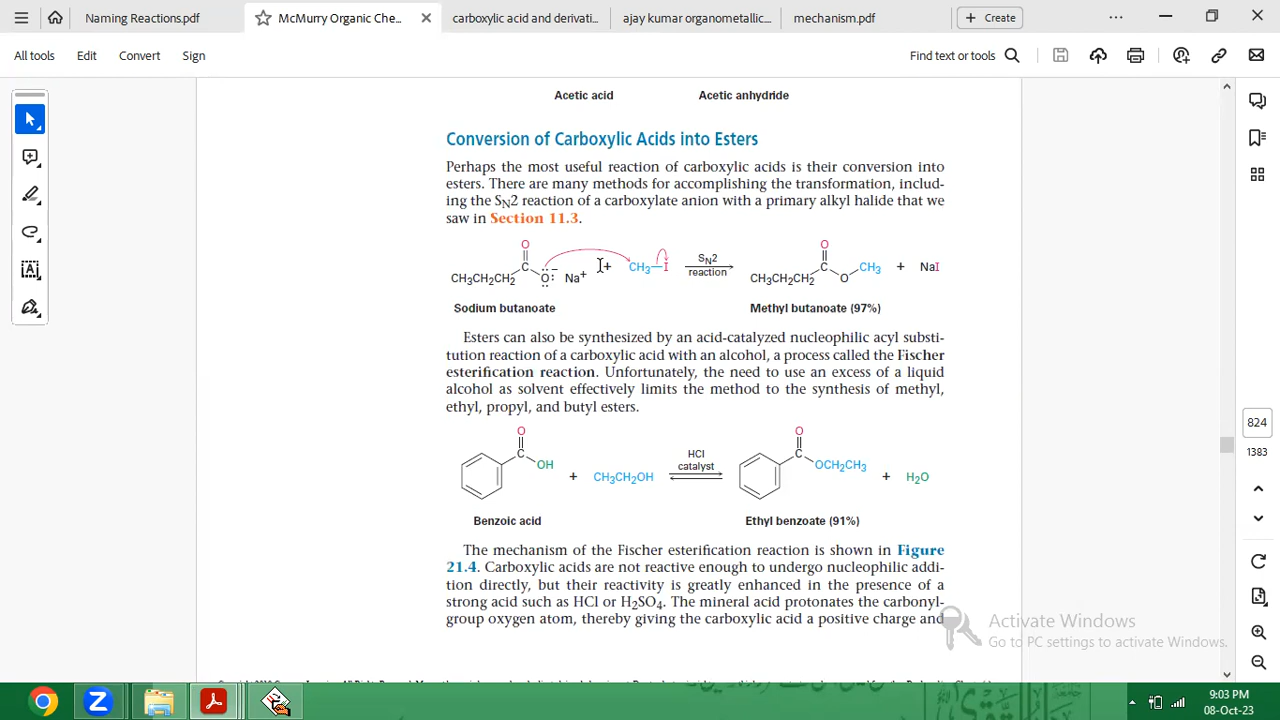 Naming Reactions.pdf
McMurry Organic Che...
carboxylic acid and derivati...
ajay kumar organometallic...
mechanism.pdf
Create
All tools Edit Convert Sign
Find text or tools
Acetic acid Acetic anhydride
Conversion of Carboxylic Acids into Esters
Perhaps the most useful reaction of carboxylic acids is their conversion into
esters. There are many methods for accomplishing the transformation, includ-
ing the SN2 reaction of a carboxylate anion with a primary alkyl halide that we
saw in Section 11.3.
O O
CH3CH2CH2 C O:− Na+ + CH3—I SN2 reaction CH3CH2CH2 C O CH3 + NaI
Sodium butanoate Methyl butanoate (97%)
Esters can also be synthesized by an acid-catalyzed nucleophilic acyl substi-
tution reaction of a carboxylic acid with an alcohol, a process called the Fischer
esterification reaction. Unfortunately, the need to use an excess of a liquid
alcohol as solvent effectively limits the method to the synthesis of methyl,
ethyl, propyl, and butyl esters.
O O
C OH + CH3CH2OH HCl catalyst C OCH2CH3 + H2O
Benzoic acid Ethyl benzoate (91%)
The mechanism of the Fischer esterification reaction is shown in Figure
21.4. Carboxylic acids are not reactive enough to undergo nucleophilic addi-
tion directly, but their reactivity is greatly enhanced in the presence of a
strong acid such as HCl or H2SO4. The mineral acid protonates the carbonyl-
group oxygen atom, thereby giving the carboxylic acid a positive charge and
824
1383
Activate Windows
Go to PC settings to activate Windows.
9:03 PM
08-Oct-23